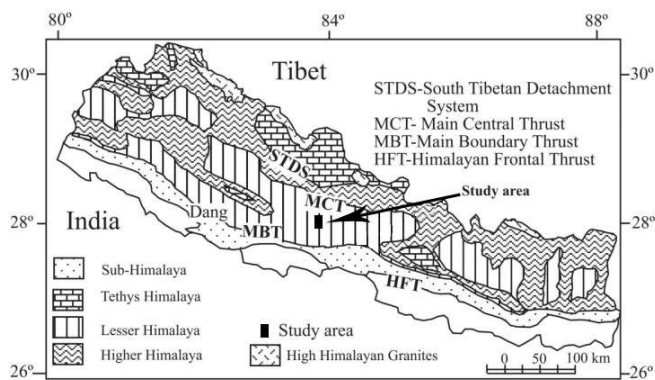 80º 84º 88º
30º 30º
Tibet
STDS-South Tibetan Detachment
System
MCT- Main Central Thrust
MBT-Main Boundary Thrust
HFT-Himalayan Frontal Thrust
STDS
Study area
MCT
Dang
28º 28º
India
MBT
HFT
Sub-Himalaya
Tethys Himalaya
Lesser Himalaya
Study area
Higher Himalaya
High Himalayan Granites
0 50 100 km
26º 26º